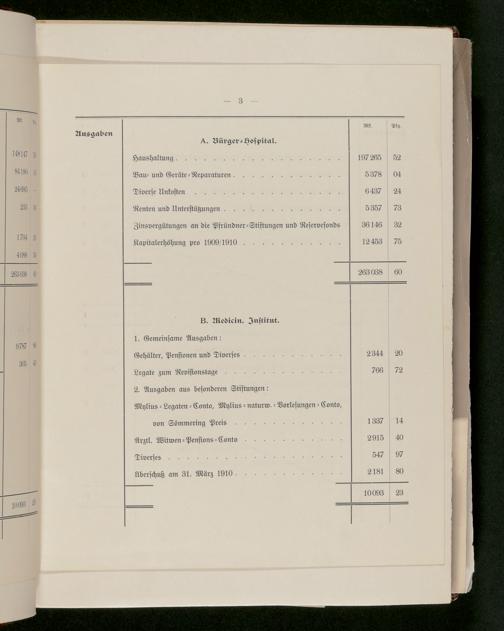 — 3 —
Ausgaben
Mk. Pfg.
A. Bürger-Hospital.
Haushaltung . . . 197 265 52
Bau- und Geräte-Reparaturen . . . 5 378 04
Diverse Unkosten . . . 6 437 24
Renten und Unterstützungen . . . 5 357 73
Zinsvergütungen an die Pfründner-Stiftungen und Reservefonds 36 146 32
Kapitalerhöhung pro 1909/1910 . . . 12 453 75
263 038 60
B. Medicin. Institut.
1. Gemeinsame Ausgaben:
Gehälter, Pensionen und Diverses . . . 2 344 20
Legate zum Revisionstage . . . 766 72
2. Ausgaben aus besonderen Stiftungen:
Mylius-Legaten-Conto, Mylius-naturw.-Vorlesungen-Conto,
von Sömmering Preis . . . 1 337 14
Ärztl. Witwen-Pensions-Conto . . . 2 915 40
Diverses . . . 547 97
Überschuß am 31. März 1910 . . . 2 181 80
10 093 23